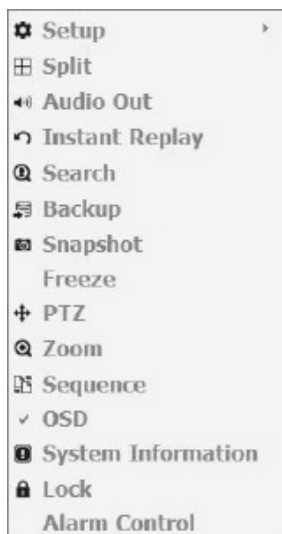 Setup
Split
Audio Out
Instant Replay
Search
Backup
Snapshot
Freeze
PTZ
Zoom
Sequence
OSD
System Information
Lock
Alarm Control